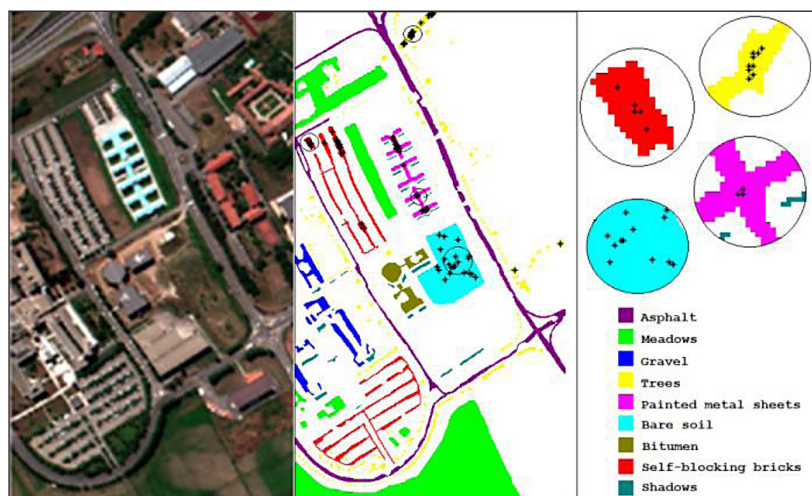 Asphalt
Meadows
Gravel
Trees
Painted metal sheets
Bare soil
Bitumen
Self-blocking bricks
Shadows